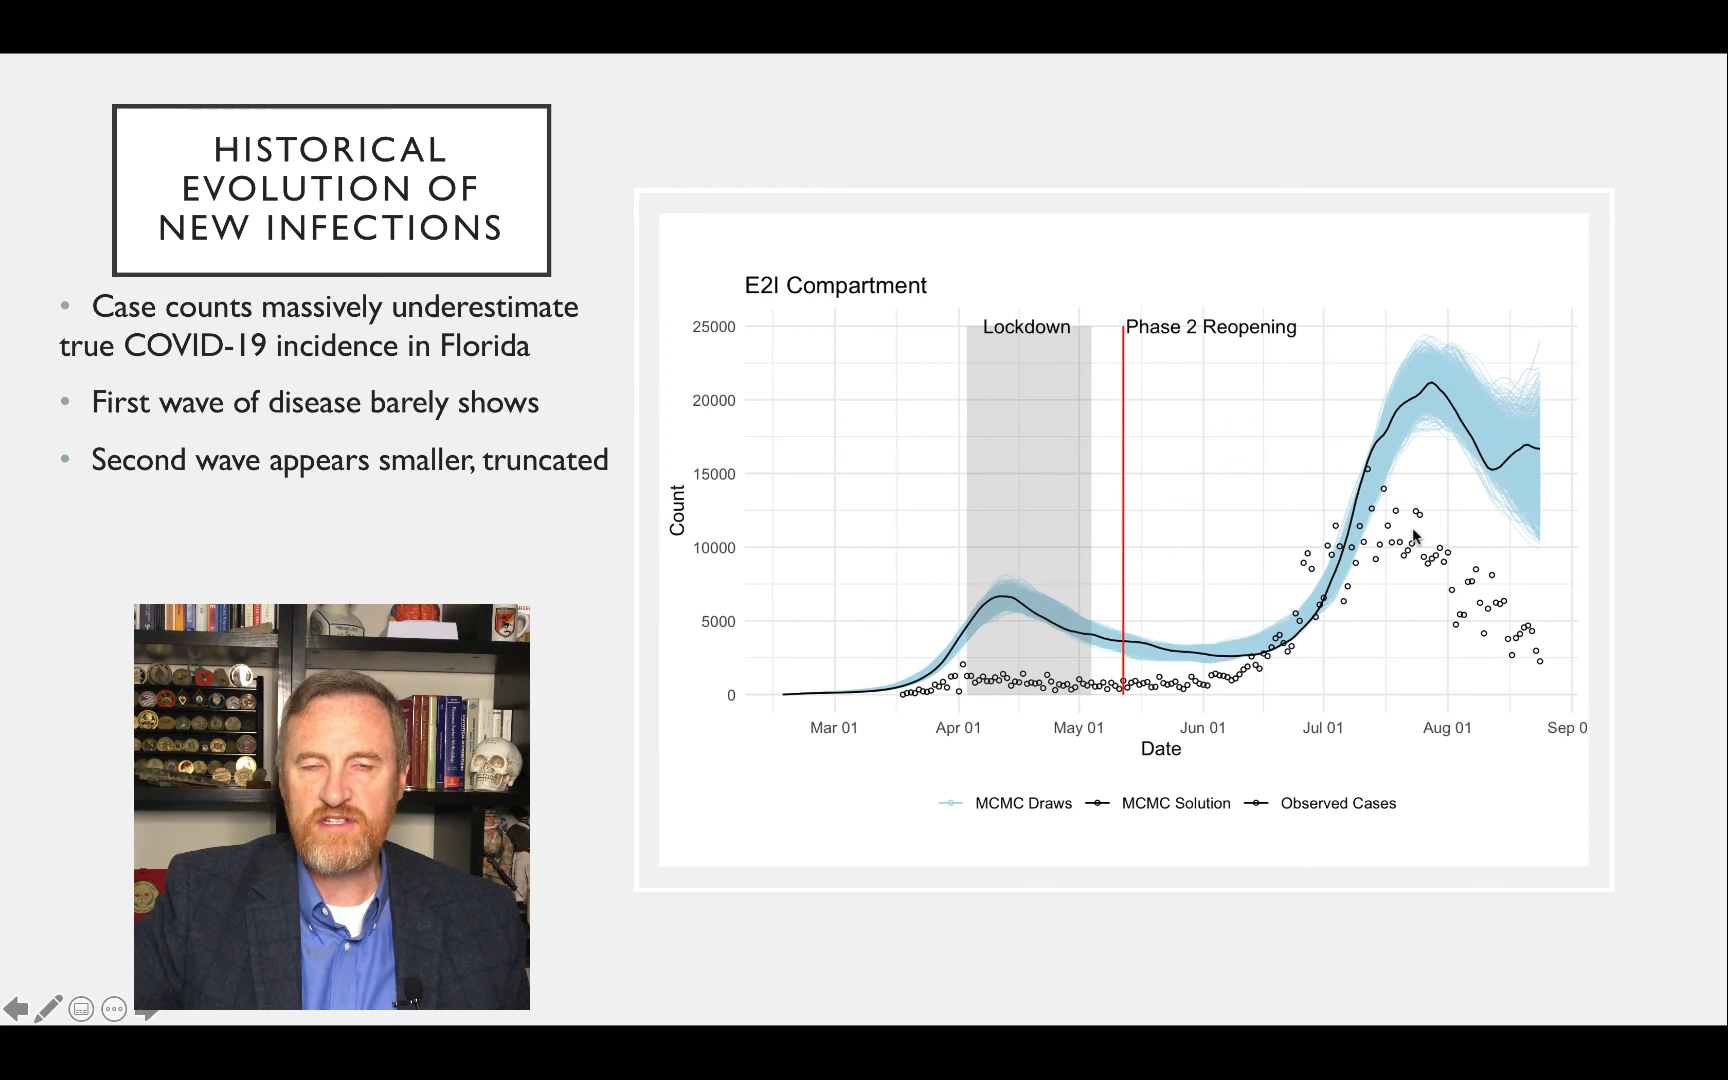 HISTORICAL
EVOLUTION OF
NEW INFECTIONS
• Case counts massively underestimate
true COVID-19 incidence in Florida
• First wave of disease barely shows
• Second wave appears smaller, truncated
E2I Compartment
Lockdown
Phase 2 Reopening
25000
20000
15000
10000
5000
0
Count
Mar 01
Apr 01
May 01
Jun 01
Jul 01
Aug 01
Sep 0
Date
MCMC Draws
MCMC Solution
Observed Cases